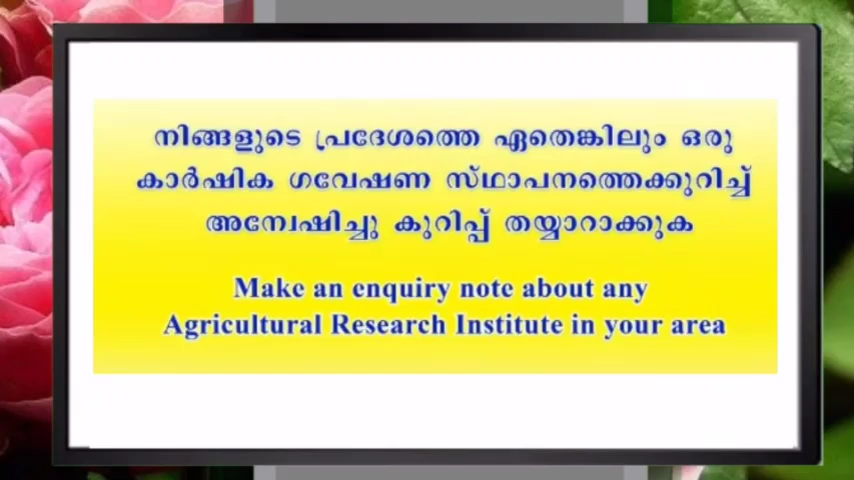 നിങ്ങളുടെ പ്രദേശത്തെ ഏതെങ്കിലും ഒരു
കാർഷിക ഗവേഷണ സ്ഥാപനത്തെക്കുറിച്ച്
അന്വേഷിച്ചു കുറിപ്പ് തയ്യാറാക്കുക
Make an enquiry note about any
Agricultural Research Institute in your area